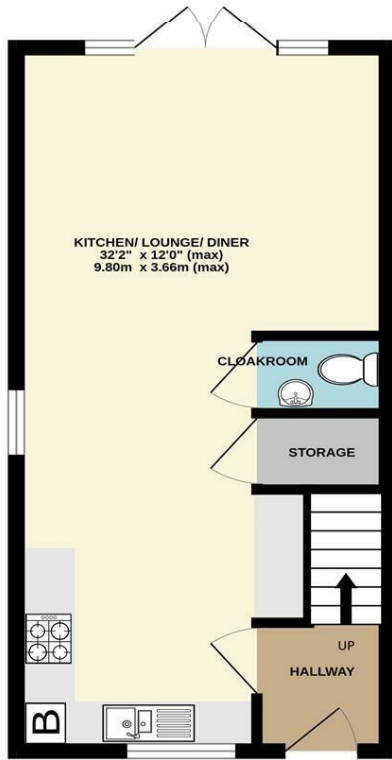 KITCHEN/ LOUNGE/ DINER
32'2" x 12'0" (max)
9.80m x 3.66m (max)
CLOAKROOM
STORAGE
UP
HALLWAY
B